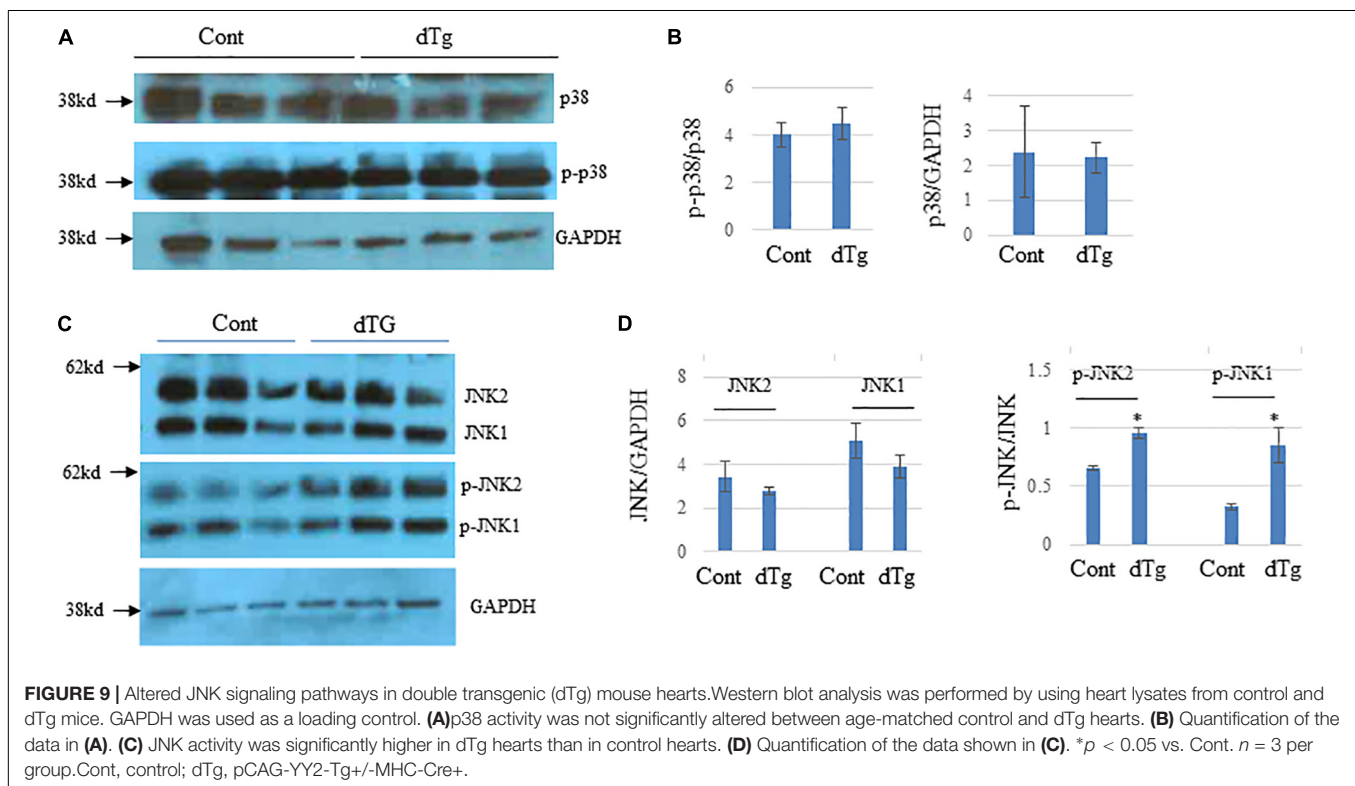 A
Cont dTg
38kd p38
38kd p-p38
38kd GAPDH
B
p-p38/p38
6
4
2
0
Cont dTg
p38/GAPDH
4
3
2
1
0
Cont dTg
C
Cont dTG
62kd
JNK2
JNK1
62kd
p-JNK2
p-JNK1
38kd GAPDH
D
JNK/GAPDH
8
6
4
2
0
JNK2 JNK1
Cont dTg Cont dTg
p-JNK/JNK
1.5
1
0.5
0
p-JNK2 p-JNK1
* *
Cont dTg Cont dTg
FIGURE 9 | Altered JNK signaling pathways in double transgenic (dTg) mouse hearts.Western blot analysis was performed by using heart lysates from control and
dTg mice. GAPDH was used as a loading control. (A)p38 activity was not significantly altered between age-matched control and dTg hearts. (B) Quantification of the
data in (A). (C) JNK activity was significantly higher in dTg hearts than in control hearts. (D) Quantification of the data shown in (C). *p < 0.05 vs. Cont. n = 3 per
group.Cont, control; dTg, pCAG-YY2-Tg+/-MHC-Cre+.